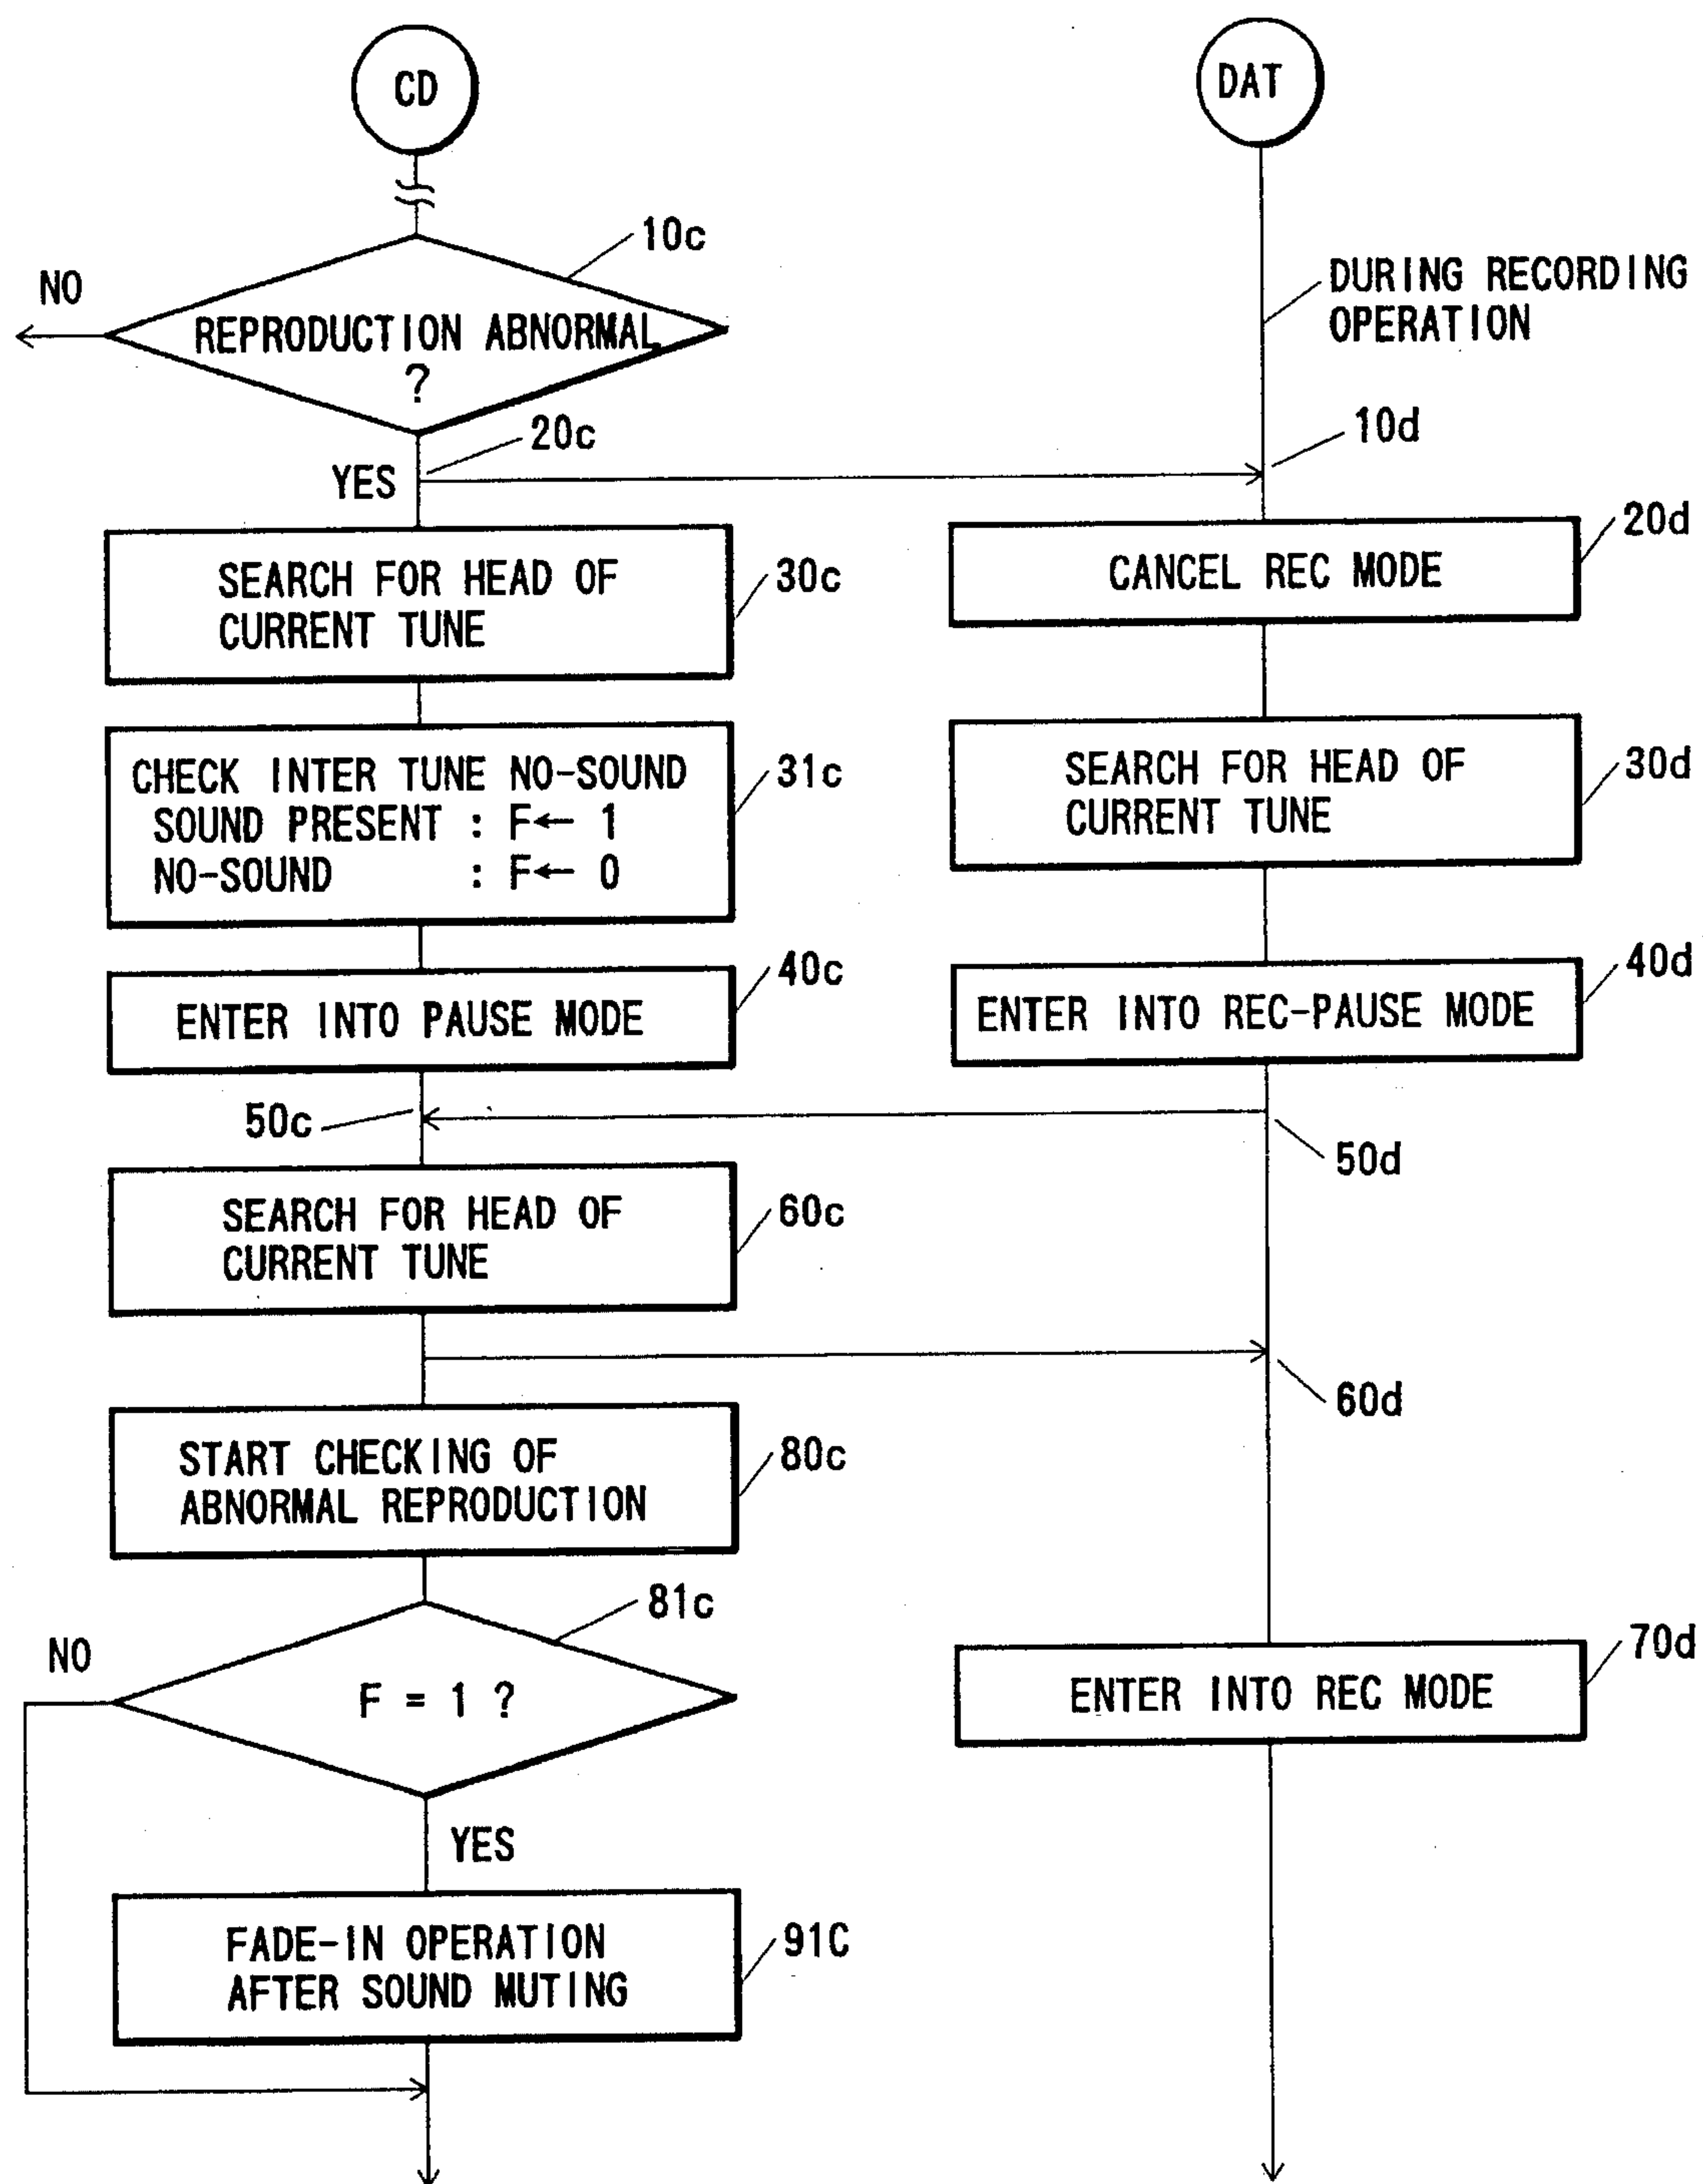 CD
DAT
10c
NO
REPRODUCTION ABNORMAL
?
DURING RECORDING
OPERATION
20c
YES
10d
SEARCH FOR HEAD OF
CURRENT TUNE
30c
CANCEL REC MODE
20d
CHECK INTER TUNE NO-SOUND
SOUND PRESENT : F← 1
NO-SOUND : F← 0
31c
SEARCH FOR HEAD OF
CURRENT TUNE
30d
ENTER INTO PAUSE MODE
40c
ENTER INTO REC-PAUSE MODE
40d
50c
50d
SEARCH FOR HEAD OF
CURRENT TUNE
60c
60d
START CHECKING OF
ABNORMAL REPRODUCTION
80c
81c
NO
F = 1 ?
YES
ENTER INTO REC MODE
70d
FADE-IN OPERATION
AFTER SOUND MUTING
91C